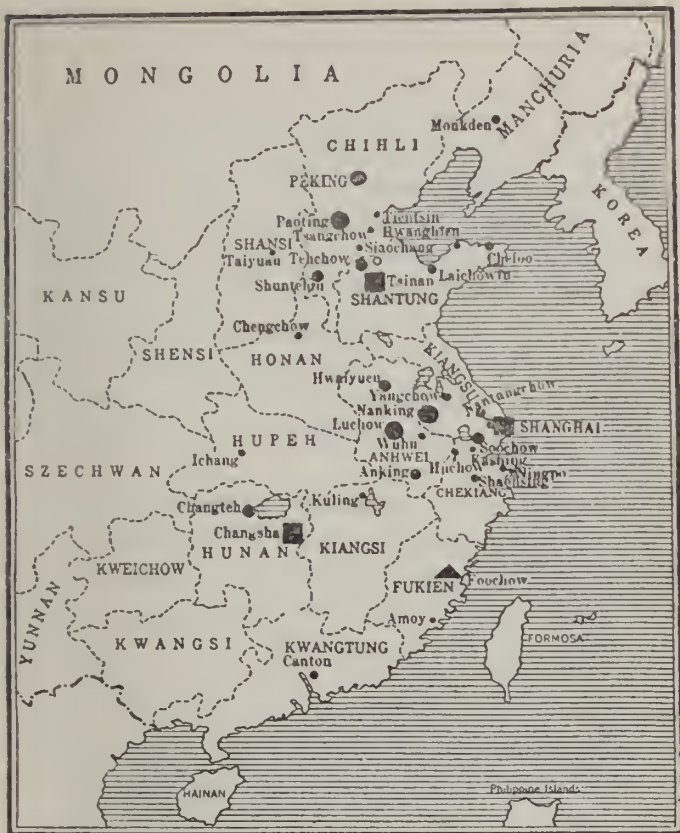 MONGOLIA
MANCHURIA
Moukden
CHIHLI
PEKING
KOREA
Paoting
Tientsin
Tsangchow
Hwanghien
SHANSI
Siaochang
Chefoo
Taiyuan
Tehchow
Laichowfu
KANSU
Shuntehfu
Tsinan
SHANTUNG
Chengchow
SHENSI
HONAN
KIANGSU
Hwaiyuen
Yangchow
Nantungchow
Nanking
Luchow
SHANGHAI
HUPEH
Wuhu
Soochow
ANHWEI
Kashing
Ichang
SZECHWAN
Anking
Huchow
Ningpo
CHEKIANG
Changteh
Kuling
Changsha
HUNAN
KIANGSI
KWEICHOW
FUKIEN
Foochow
YUNNAN
Amoy
KWANGSI
KWANGTUNG
FORMOSA
Canton
HAINAN
Philippine Islands